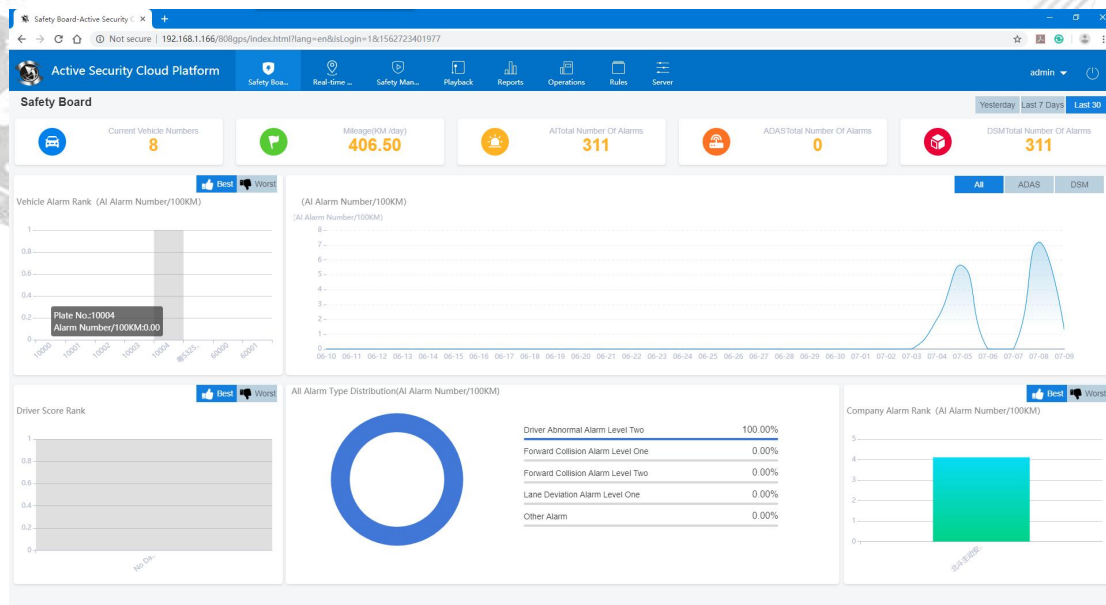 Safety Board-Active Security C
Not secure | 192.168.1.166/808gps/index.html?lang=en&isLogin=1&1562723401977
Active Security Cloud Platform
Safety Boa... Real-time ... Safety Man... Playback Reports Operations Rules Server
admin
Safety Board
Yesterday Last 7 Days Last 30
Current Vehicle Numbers
8
Mileage(KM /day)
406.50
AITotal Number Of Alarms
311
ADASTotal Number Of Alarms
0
DSMTotal Number Of Alarms
311
Best Worst
Vehicle Alarm Rank (AI Alarm Number/100KM)
1
0.8
0.6
0.4
0.2
0
Plate No.:10004
Alarm Number/100KM:0.00
10000 10001 10002 10003 10004 60000 60001
All ADAS DSM
(AI Alarm Number/100KM)
(AI Alarm Number/100KM)
8
7
6
5
4
3
2
1
0
06-10 06-11 06-12 06-13 06-14 06-15 06-16 06-17 06-18 06-19 06-20 06-21 06-22 06-23 06-24 06-25 06-26 06-27 06-28 06-29 06-30 07-01 07-02 07-03 07-04 07-05 07-06 07-07 07-08 07-09
Best Worst
Driver Score Rank
1
0.8
0.6
0.4
0.2
0
No Da..
All Alarm Type Distribution(AI Alarm Number/100KM)
Driver Abnormal Alarm Level Two 100.00%
Forward Collision Alarm Level One 0.00%
Forward Collision Alarm Level Two 0.00%
Lane Deviation Alarm Level One 0.00%
Other Alarm 0.00%
Best Worst
Company Alarm Rank (AI Alarm Number/100KM)
5
4
3
2
1
0
北斗主动安..